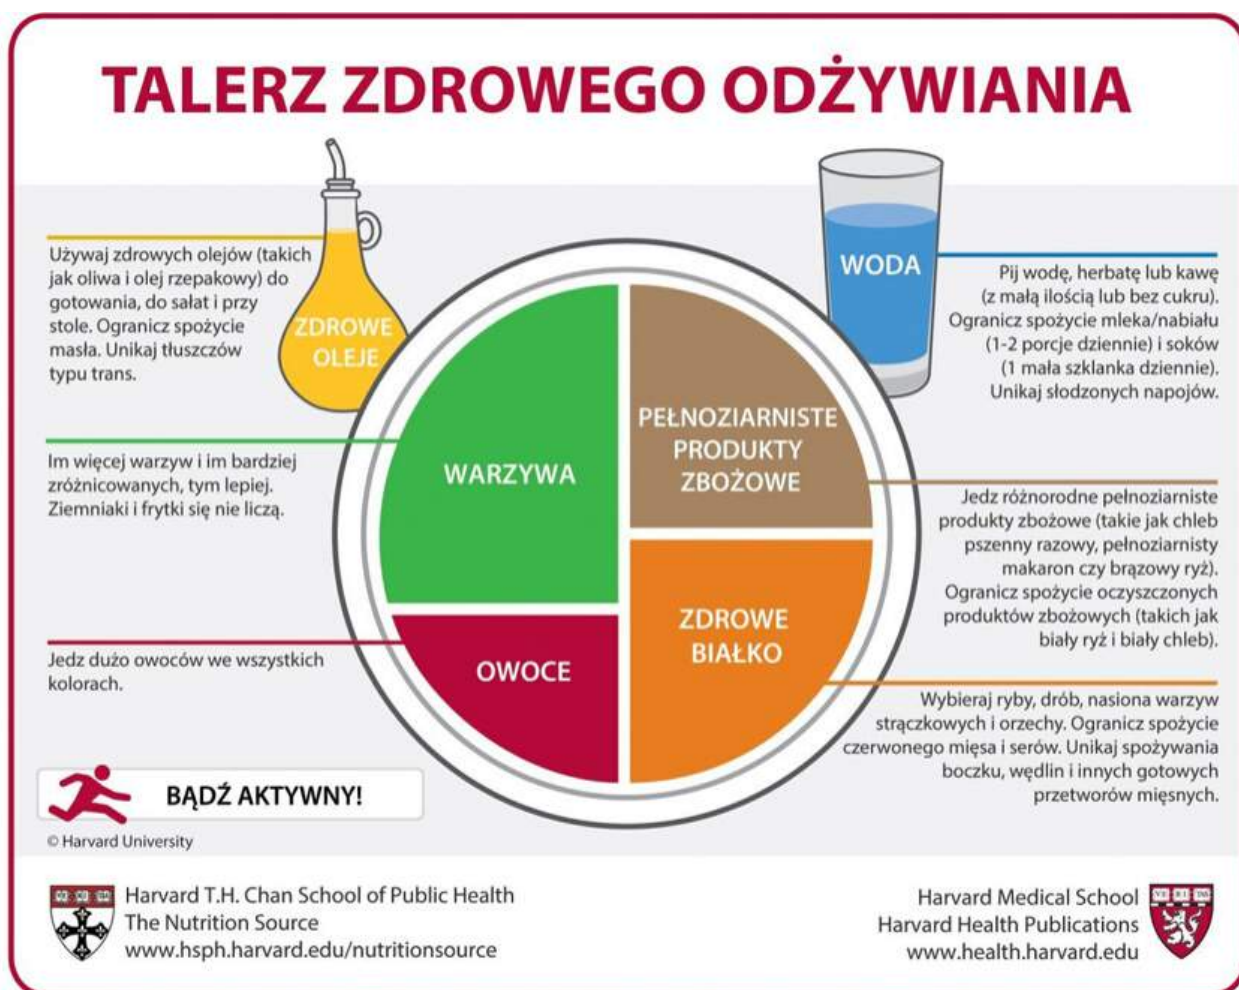 TALERZ ZDROWEGO ODŻYWIANIA
Używaj zdrowych olejów (takich
jak oliwa i olej rzepakowy) do
gotowania, do sałat i przy
stole. Ogranicz spożycie
masła. Unikaj tłuszczów
typu trans.
ZDROWE
OLEJE
WODA
Pij wodę, herbatę lub kawę
(z małą ilością lub bez cukru).
Ogranicz spożycie mleka/nabiału
(1-2 porcje dziennie) i soków
(1 mała szklanka dziennie).
Unikaj słodzonych napojów.
Im więcej warzyw i im bardziej
zróżnicowanych, tym lepiej.
Ziemniaki i frytki się nie liczą.
WARZYWA
PEŁNOZIARNISTE
PRODUKTY
ZBOŻOWE
Jedz różnorodne pełnoziarniste
produkty zbożowe (takie jak chleb
pszenny razowy, pełnoziarnisty
makaron czy brązowy ryż).
Ogranicz spożycie oczyszczonych
produktów zbożowych (takich jak
biały ryż i biały chleb).
Jedz dużo owoców we wszystkich
kolorach.
OWOCE
ZDROWE
BIAŁKO
Wybieraj ryby, drób, nasiona warzyw
strączkowych i orzechy. Ogranicz spożycie
czerwonego mięsa i serów. Unikaj spożywania
boczku, wędlin i innych gotowych
przetworów mięsnych.
BĄDŹ AKTYWNY!
© Harvard University
Harvard T.H. Chan School of Public Health
The Nutrition Source
www.hsph.harvard.edu/nutritionsource
Harvard Medical School
Harvard Health Publications
www.health.harvard.edu